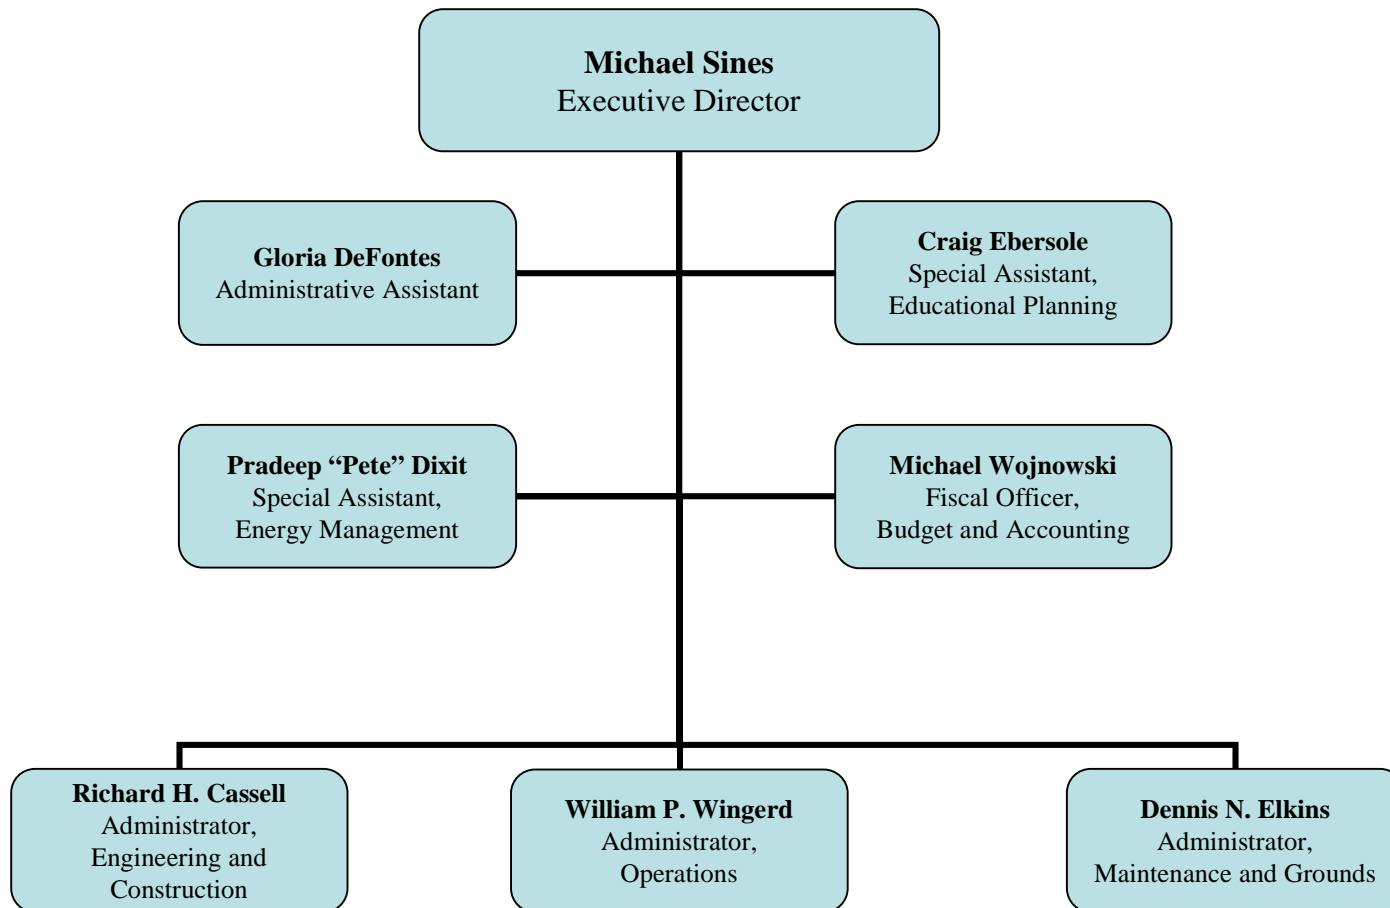 Michael Sines
Executive Director
Gloria DeFontes
Administrative Assistant
Craig Ebersole
Special Assistant,
Educational Planning
Pradeep “Pete” Dixit
Special Assistant,
Energy Management
Michael Wojnowski
Fiscal Officer,
Budget and Accounting
Richard H. Cassell
Administrator,
Engineering and
Construction
William P. Wingerd
Administrator,
Operations
Dennis N. Elkins
Administrator,
Maintenance and Grounds